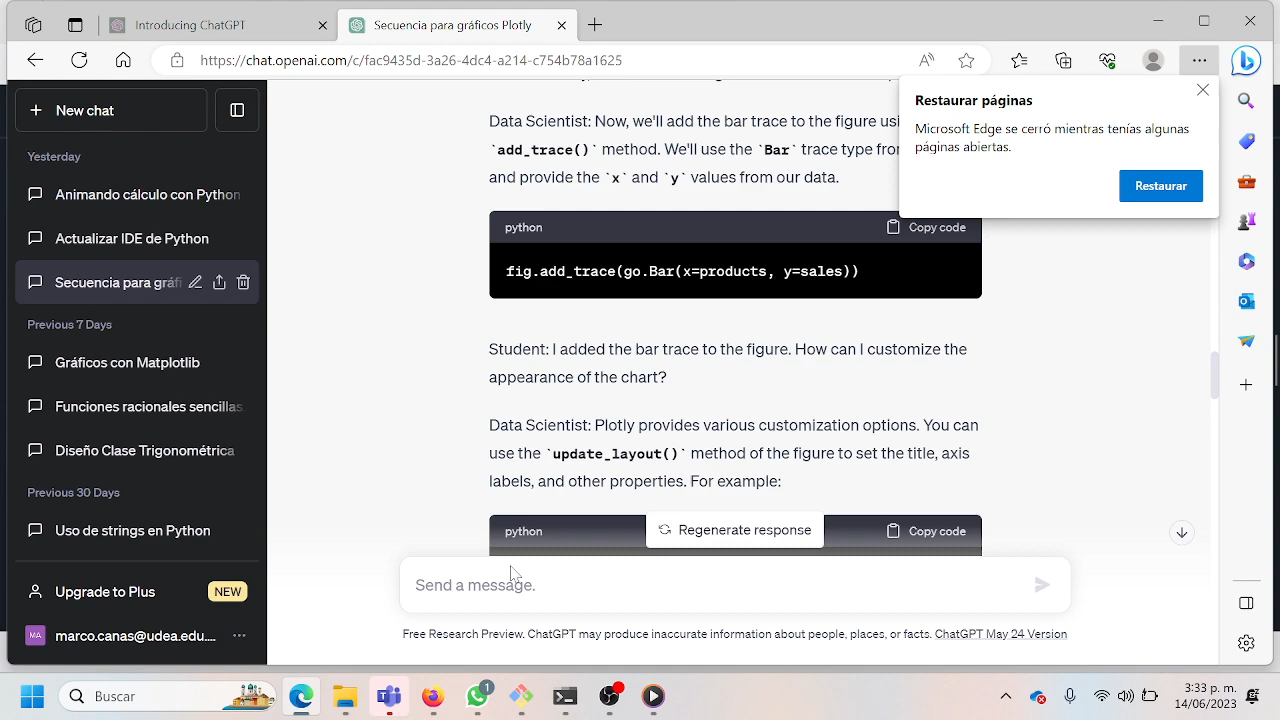 Introducing ChatGPT
Secuencia para gráficos Plotly
https://chat.openai.com/c/fac9435d-3a26-4dc4-a214-c754b78a1625
New chat
Yesterday
Animando cálculo con Python
Actualizar IDE de Python
Secuencia para gráfi
Previous 7 Days
Gráficos con Matplotlib
Funciones racionales sencillas.
Diseño Clase Trigonométrica
Previous 30 Days
Uso de strings en Python
Upgrade to Plus
NEW
MA
marco.canas@udea.edu....
Data Scientist: Now, we'll add the bar trace to the figure usi
`add_trace()` method. We'll use the `Bar` trace type fro
and provide the `x` and `y` values from our data.
python
Copy code
fig.add_trace(go.Bar(x=products, y=sales))
Student: I added the bar trace to the figure. How can I customize the
appearance of the chart?
Data Scientist: Plotly provides various customization options. You can
use the `update_layout()` method of the figure to set the title, axis
labels, and other properties. For example:
python
Regenerate response
Copy code
Send a message.
Free Research Preview. ChatGPT may produce inaccurate information about people, places, or facts. ChatGPT May 24 Version
Restaurar páginas
Microsoft Edge se cerró mientras tenías algunas
páginas abiertas.
Restaurar
Buscar
1
3:33 p. m.
14/06/2023